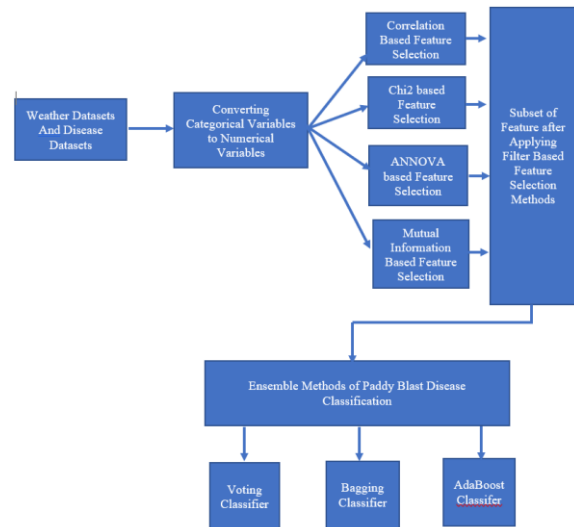 Weather Datasets
And Disease
Datasets
Converting
Categorical Variables
to Numerical
Variables
Correlation
Based Feature
Selection
Chi2 based
Feature
Selection
ANNOVA
based Feature
Selection
Mutual
Information
Based Feature
Selection
Subset of
Feature after
Applying
Filter Based
Feature
Selection
Methods
Ensemble Methods of Paddy Blast Disease
Classification
Voting
Classifier
Bagging
Classifier
AdaBoost
Classifer